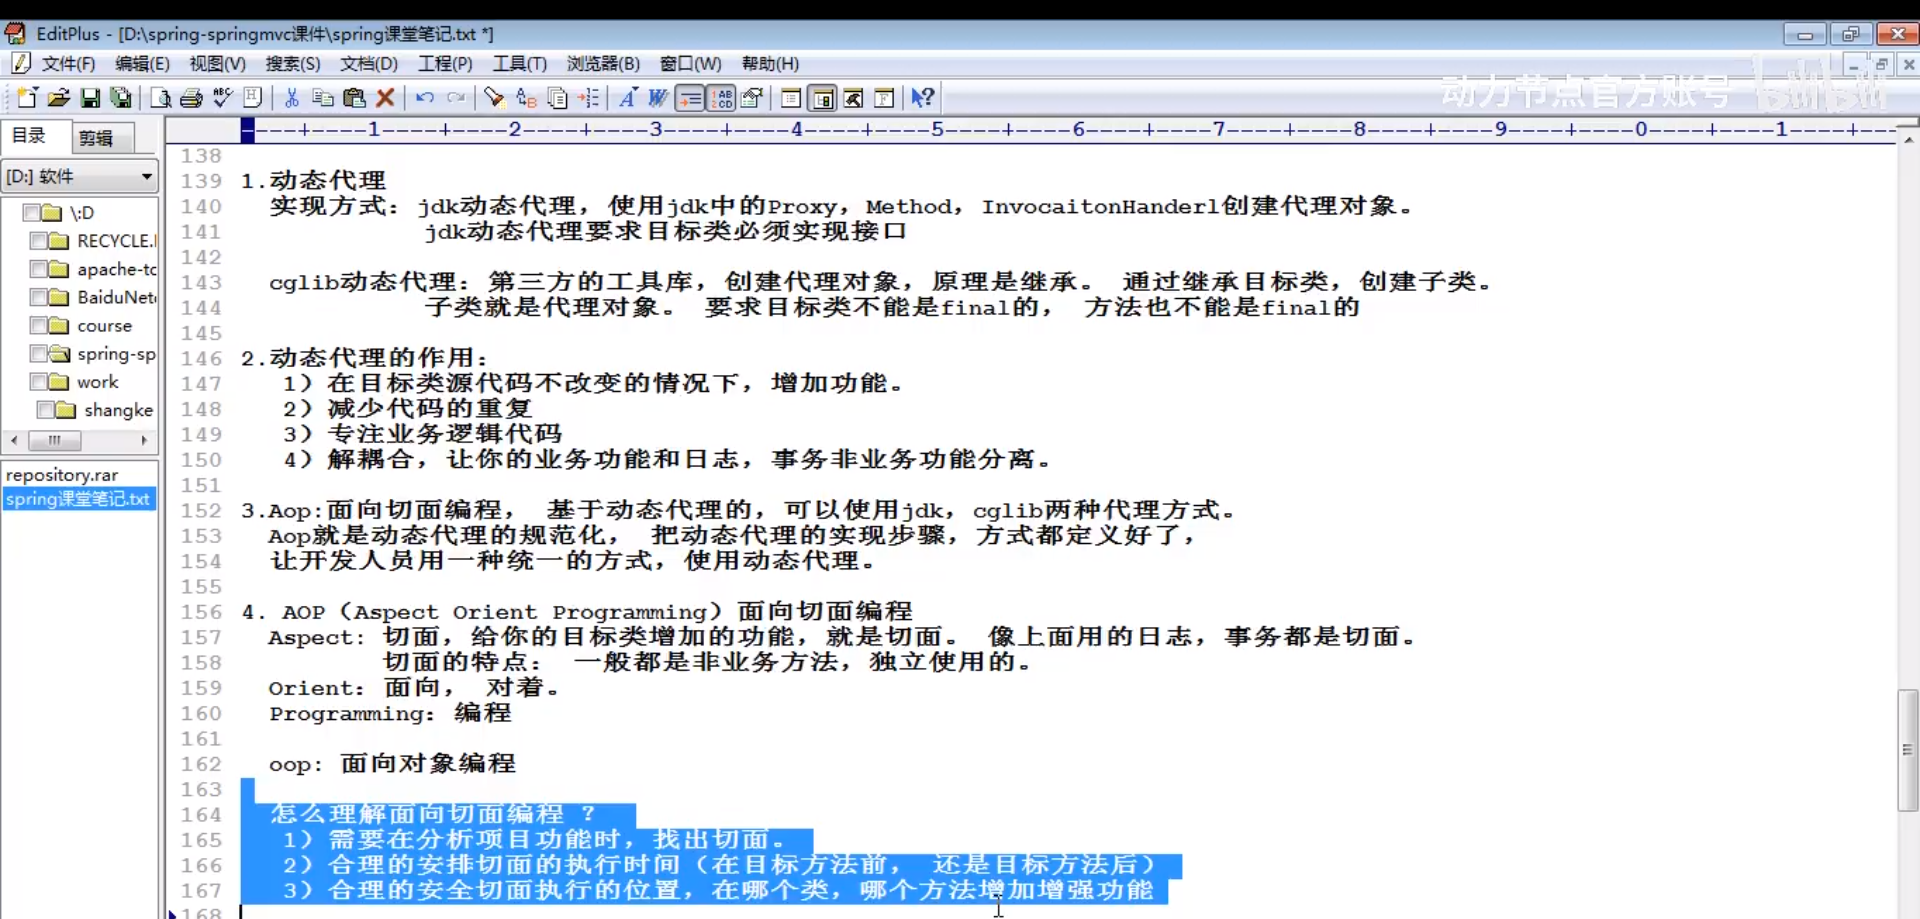 EditPlus - [D:\spring-springmvc课件\spring课堂笔记.txt *]
文件(F) 编辑(E) 视图(V) 搜索(S) 文档(D) 工程(P) 工具(T) 浏览器(B) 窗口(W) 帮助(H)
动力节点官方账号 bilibili
目录 剪辑
----+----1----+----2----+----3----+----4----+----5----+----6----+----7----+----8----+----9----+----0----+----1----+---
[D:] 软件
\:D
RECYCLE.
apache-tc
BaiduNet
course
spring-sp
work
shangke
repository.rar
spring课堂笔记.txt
138
139 1.动态代理
140 实现方式：jdk动态代理，使用jdk中的Proxy，Method，InvocaitonHanderl创建代理对象。
141 jdk动态代理要求目标类必须实现接口
142
143 cglib动态代理：第三方的工具库，创建代理对象，原理是继承。 通过继承目标类，创建子类。
144 子类就是代理对象。 要求目标类不能是final的， 方法也不能是final的
145
146 2.动态代理的作用：
147 1）在目标类源代码不改变的情况下，增加功能。
148 2）减少代码的重复
149 3）专注业务逻辑代码
150 4）解耦合，让你的业务功能和日志，事务非业务功能分离。
151
152 3.Aop:面向切面编程， 基于动态代理的，可以使用jdk，cglib两种代理方式。
153 Aop就是动态代理的规范化， 把动态代理的实现步骤，方式都定义好了，
154 让开发人员用一种统一的方式，使用动态代理。
155
156 4. AOP（Aspect Orient Programming）面向切面编程
157 Aspect: 切面，给你的目标类增加的功能，就是切面。 像上面用的日志，事务都是切面。
158 切面的特点： 一般都是非业务方法，独立使用的。
159 Orient：面向， 对着。
160 Programming：编程
161
162 oop: 面向对象编程
163
164 怎么理解面向切面编程 ？
165 1）需要在分析项目功能时，找出切面。
166 2）合理的安排切面的执行时间（在目标方法前， 还是目标方法后）
167 3）合理的安全切面执行的位置，在哪个类，哪个方法增加增强功能
168